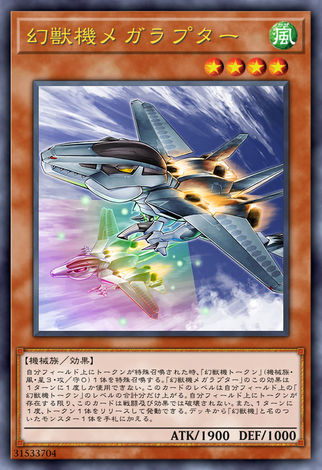 幻獣機メガラプター
風
[機械族／効果]
自分フィールド上にトークンが特殊召喚された時、「幻獣機トークン」（機械族・
風・星３・攻／守０）１体を特殊召喚する。「幻獣機メガラプター」のこの効果は
１ターンに１度しか使用できない。このカードのレベルは自分フィールド上の
「幻獣機トークン」のレベルの合計分だけ上がる。自分フィールド上にトークンが
存在する限り、このカードは戦闘及び効果では破壊されない。また、１ターンに
１度、トークン１体をリリースして発動できる。デッキから「幻獣機」と名のつ
いたモンスター１体を手札に加える。
ATK/1900 DEF/1000
31533704